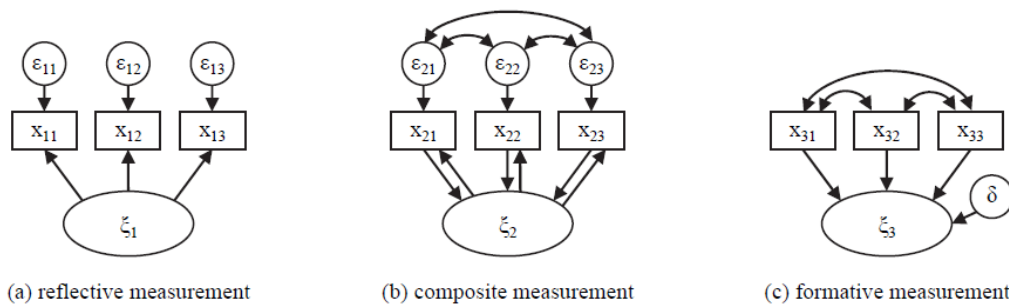 ε11 ε12 ε13 ε21 ε22 ε23
x11 x12 x13 x21 x22 x23 x31 x32 x33
δ
ξ1 ξ2 ξ3
(a) reflective measurement (b) composite measurement (c) formative measurement